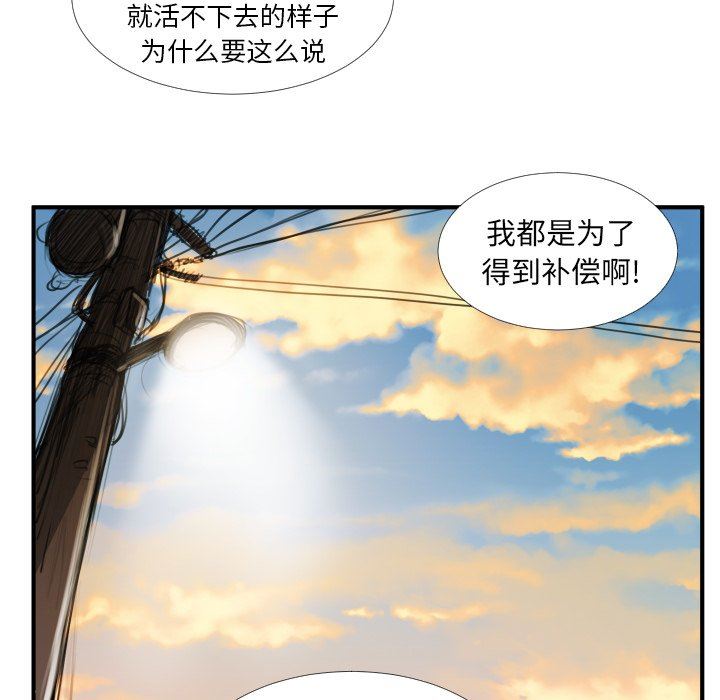 就活不下去的样子
为什么要这么说
我都是为了
得到补偿啊!